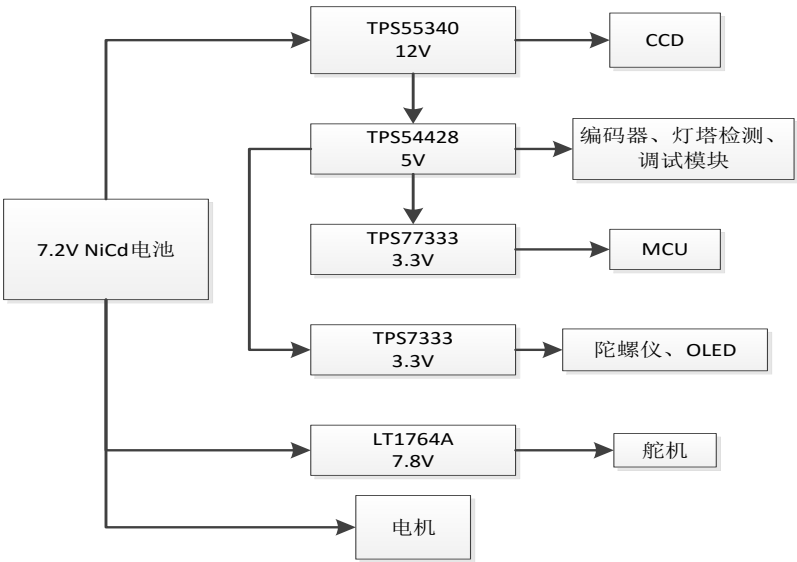 TPS55340
12V
CCD
TPS54428
5V
编码器、灯塔检测、
调试模块
7.2V NiCd电池
TPS77333
3.3V
MCU
TPS7333
3.3V
陀螺仪、OLED
LT1764A
7.8V
舵机
电机